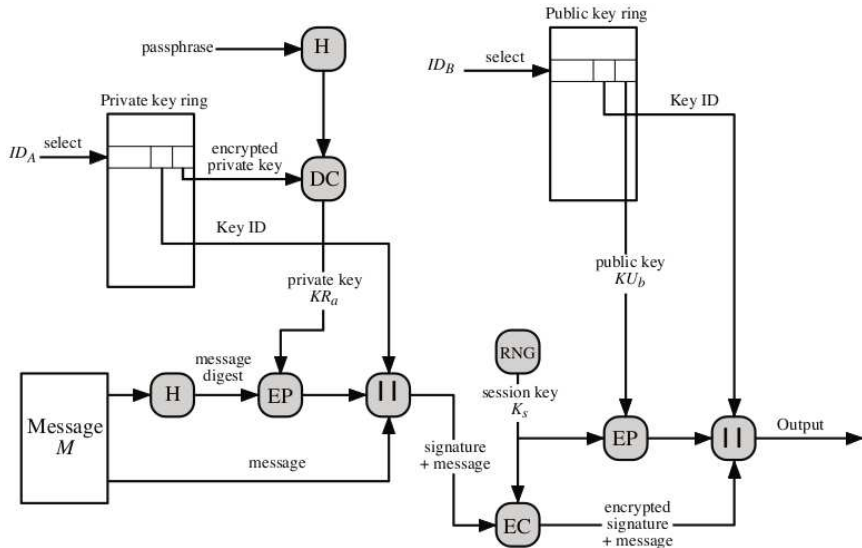 Public key ring
passphrase
H
ID_B
select
Key ID
Private key ring
ID_A
select
encrypted
private key
DC
Key ID
private key
KR_a
public key
KU_b
RNG
session key
K_s
Message
M
H
message
digest
EP
||
message
signature
+ message
EP
||
Output
EC
encrypted
signature
+ message